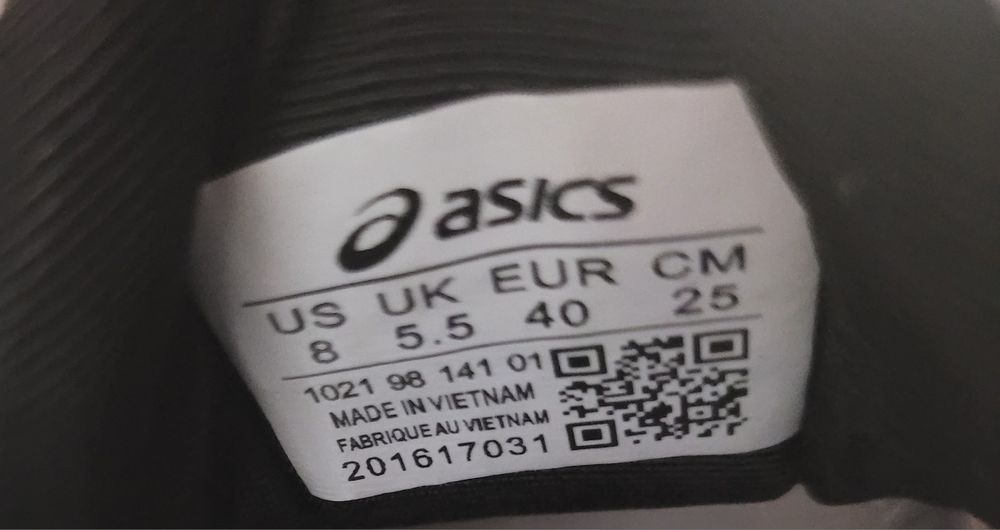 asics
US UK EUR CM
8 5.5 40 25
1021 98 141 01
MADE IN VIETNAM
FABRIQUE AU VIETNAM
201617031